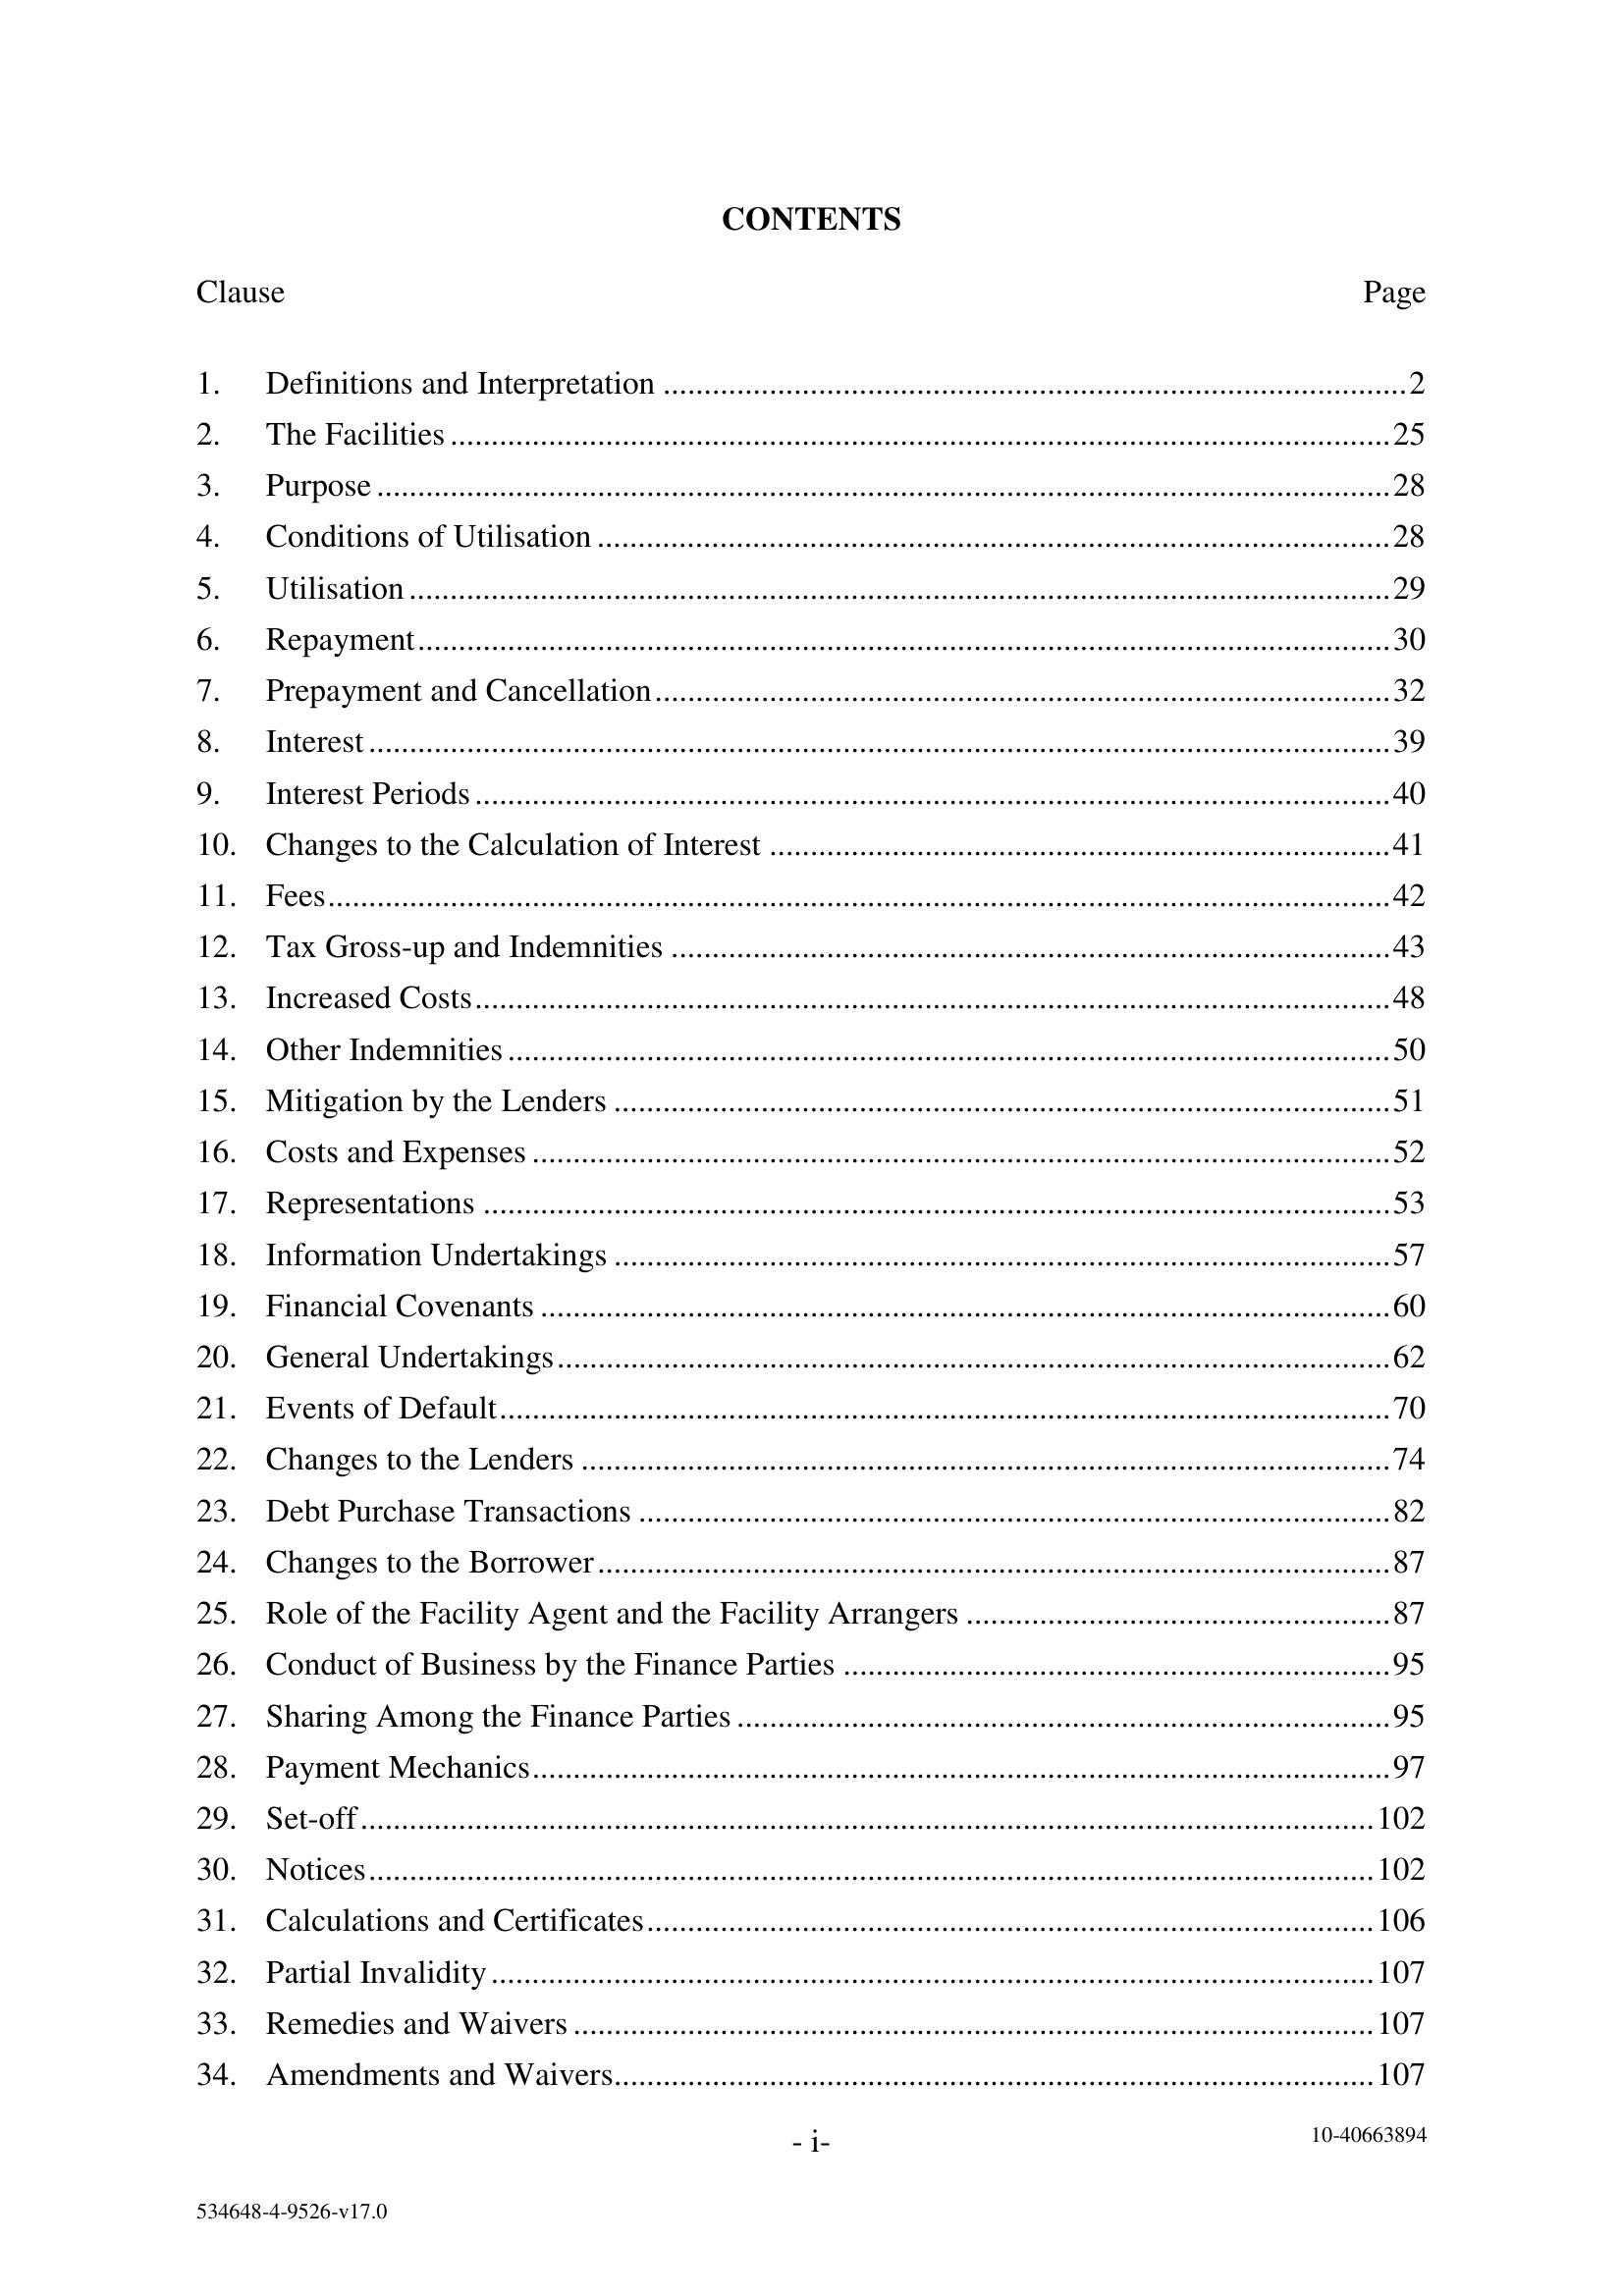 CONTENTS
Clause Page
1. Definitions and Interpretation ........ 2
2. The Facilities ........ 25
3. Purpose ........ 28
4. Conditions of Utilisation ........ 28
5. Utilisation ........ 29
6. Repayment ........ 30
7. Prepayment and Cancellation ........ 32
8. Interest ........ 39
9. Interest Periods ........ 40
10. Changes to the Calculation of Interest ........ 41
11. Fees ........ 42
12. Tax Gross-up and Indemnities ........ 43
13. Increased Costs ........ 48
14. Other Indemnities ........ 50
15. Mitigation by the Lenders ........ 51
16. Costs and Expenses ........ 52
17. Representations ........ 53
18. Information Undertakings ........ 57
19. Financial Covenants ........ 60
20. General Undertakings ........ 62
21. Events of Default ........ 70
22. Changes to the Lenders ........ 74
23. Debt Purchase Transactions ........ 82
24. Changes to the Borrower ........ 87
25. Role of the Facility Agent and the Facility Arrangers ........ 87
26. Conduct of Business by the Finance Parties ........ 95
27. Sharing Among the Finance Parties ........ 95
28. Payment Mechanics ........ 97
29. Set-off ........ 102
30. Notices ........ 102
31. Calculations and Certificates ........ 106
32. Partial Invalidity ........ 107
33. Remedies and Waivers ........ 107
34. Amendments and Waivers ........ 107
- i-
10-40663894
534648-4-9526-v17.0